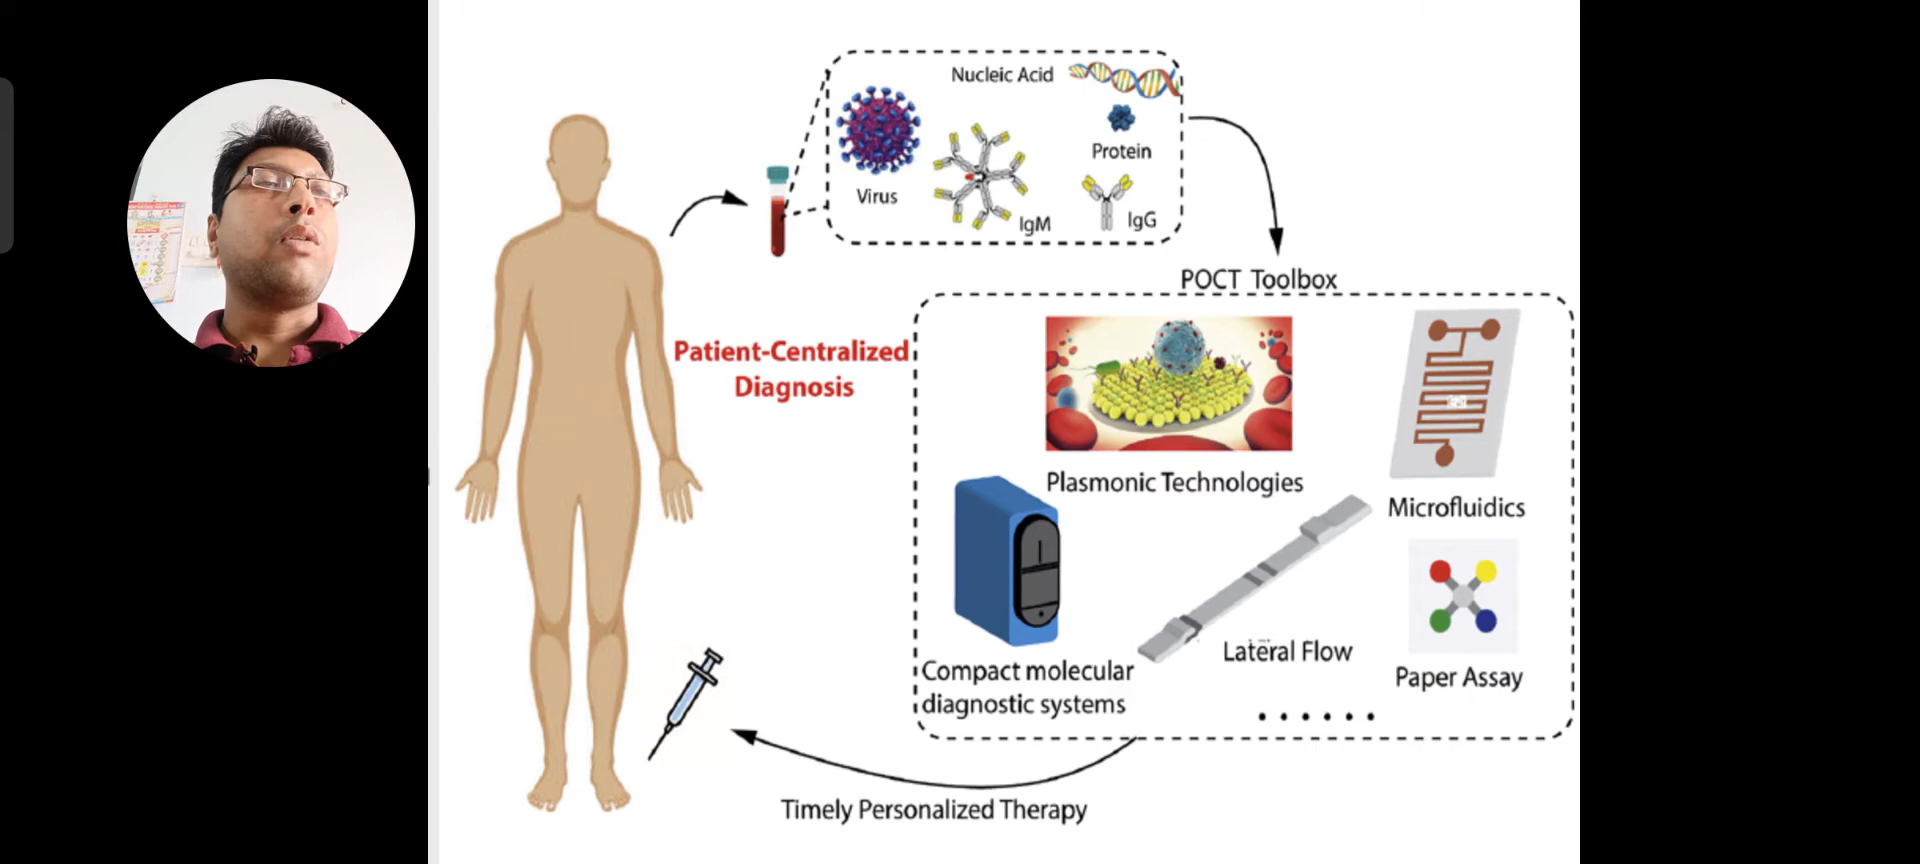 Nucleic Acid
Virus
IgM
Protein
IgG
POCT Toolbox
Patient-Centralized
Diagnosis
Plasmonic Technologies
Microfluidics
Compact molecular
diagnostic systems
Lateral Flow
Paper Assay
......
Timely Personalized Therapy